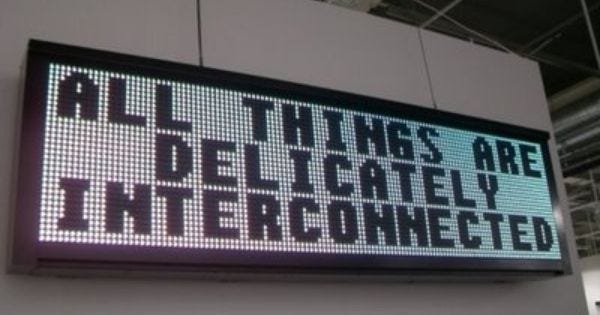 ALL THINGS ARE
DELICATELY
INTERCONNECTED